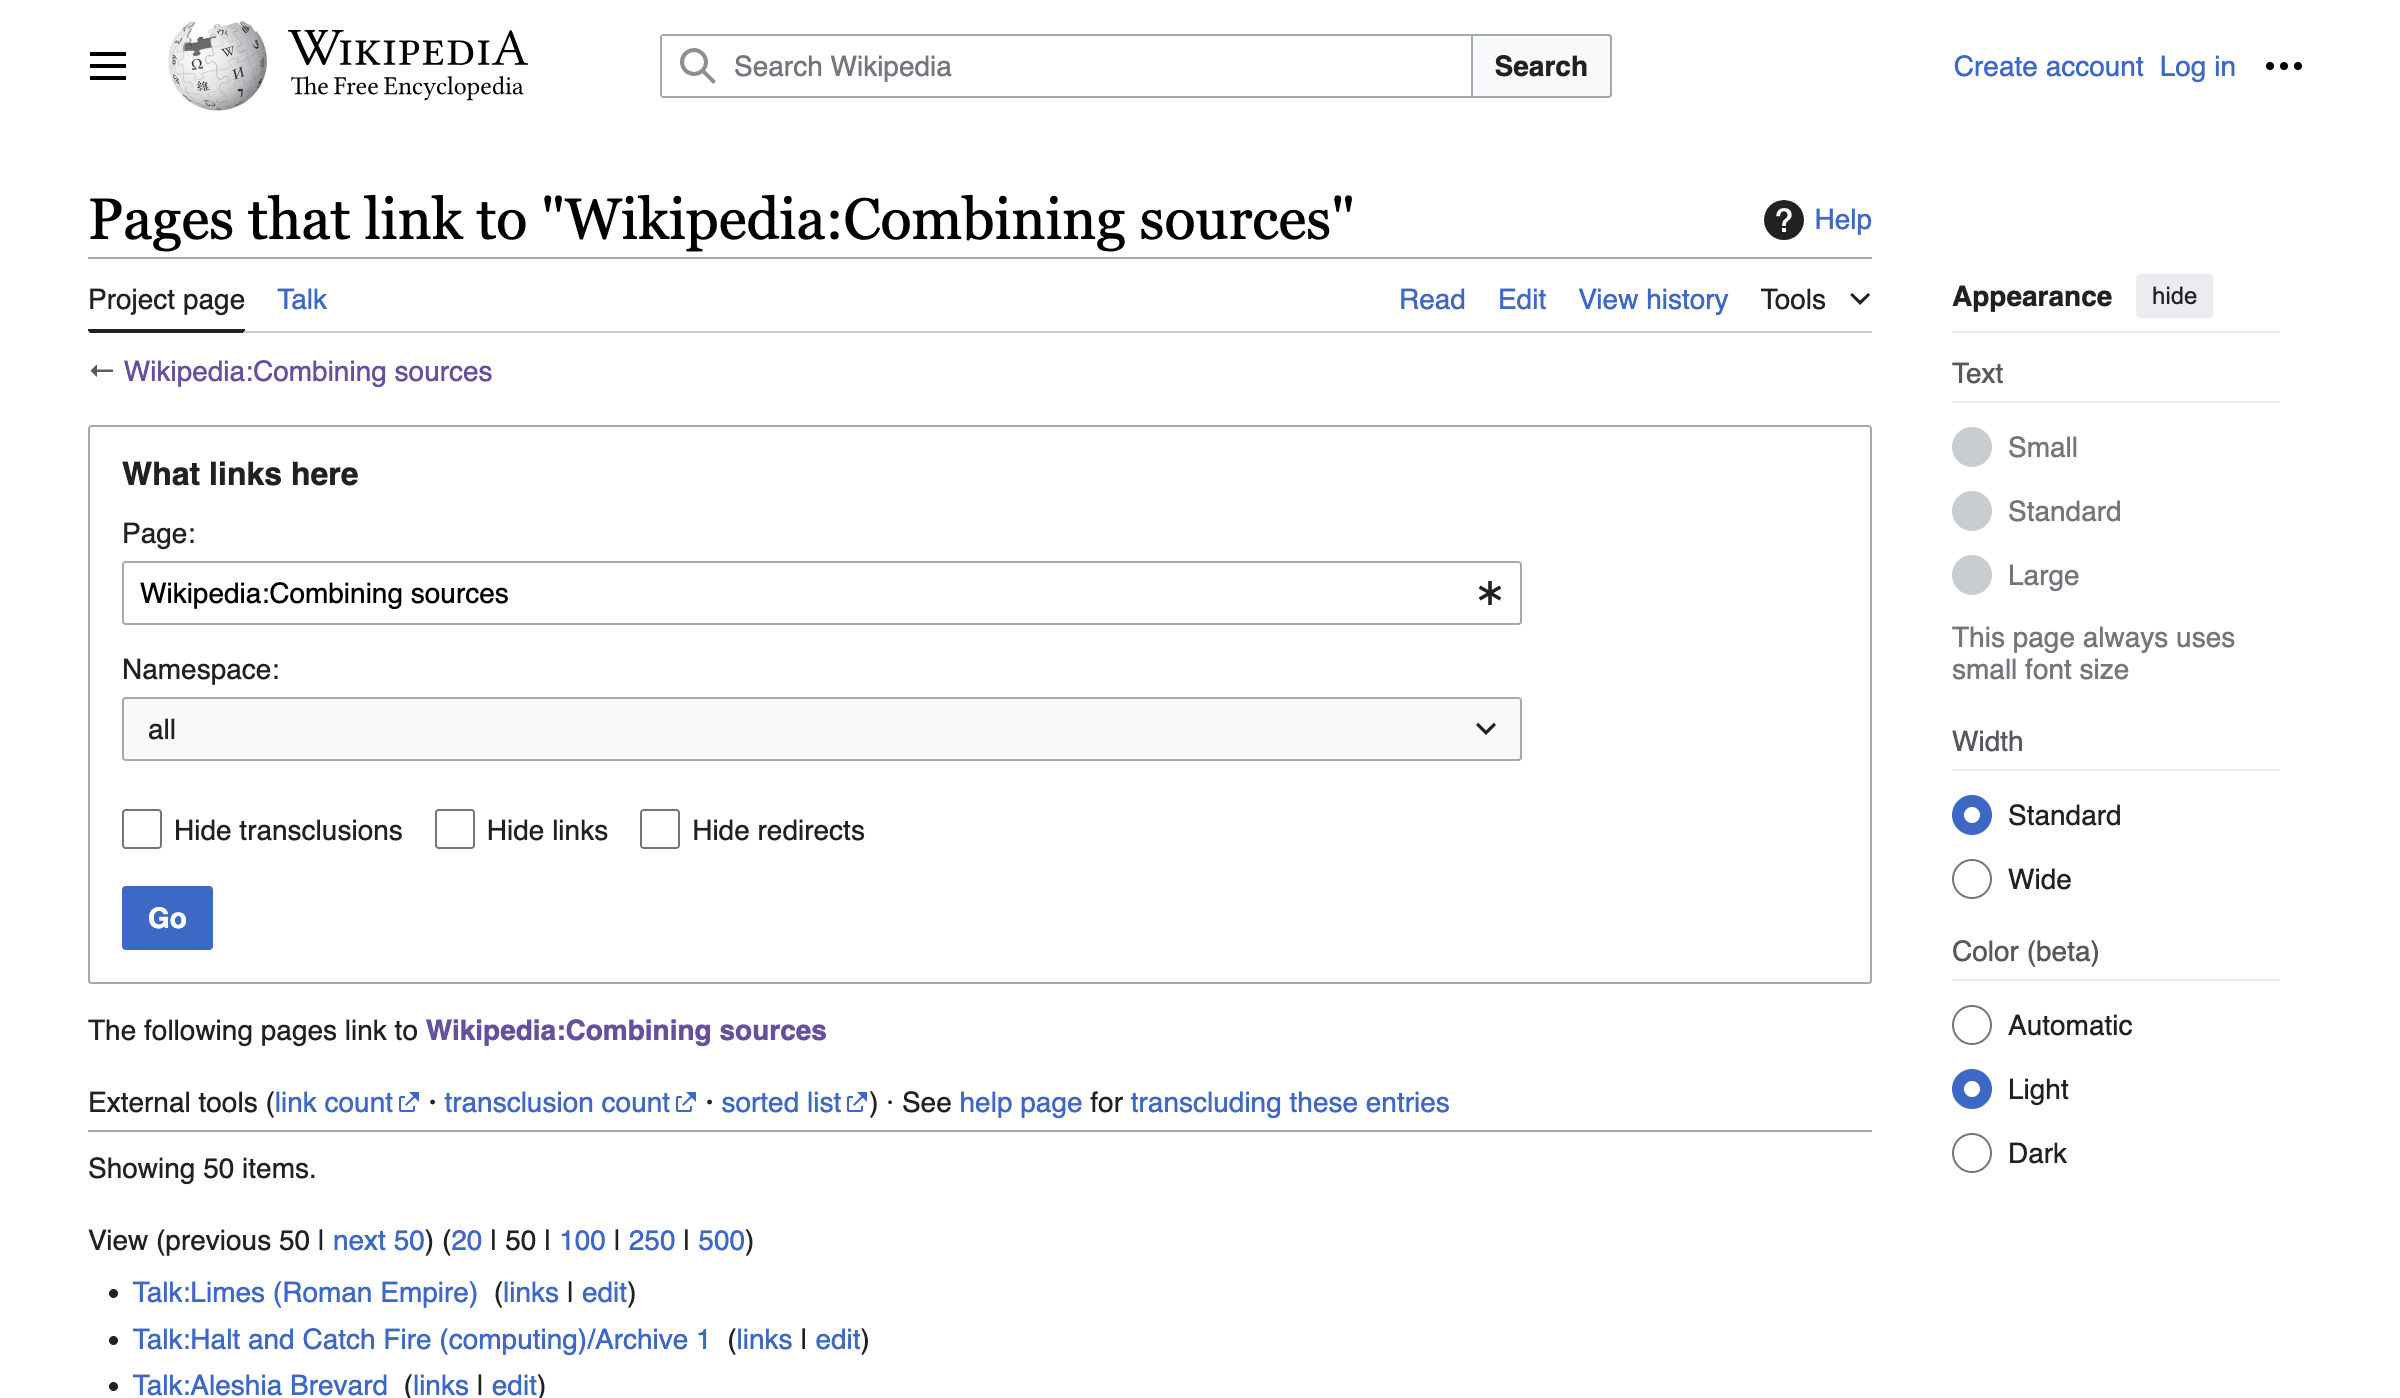 WIKIPEDIA
The Free Encyclopedia
Search Wikipedia
Search
Create account Log in
Pages that link to "Wikipedia:Combining sources"
Help
Project page Talk Read Edit View history Tools
← Wikipedia:Combining sources
What links here
Page:
Wikipedia:Combining sources *
Namespace:
all
Hide transclusions Hide links Hide redirects
Go
The following pages link to Wikipedia:Combining sources
External tools (link count · transclusion count · sorted list) · See help page for transcluding these entries
Showing 50 items.
View (previous 50 | next 50) (20 | 50 | 100 | 250 | 500)
• Talk:Limes (Roman Empire) (links | edit)
• Talk:Halt and Catch Fire (computing)/Archive 1 (links | edit)
• Talk:Aleshia Brevard (links | edit)
Appearance hide
Text
Small
Standard
Large
This page always uses
small font size
Width
Standard
Wide
Color (beta)
Automatic
Light
Dark